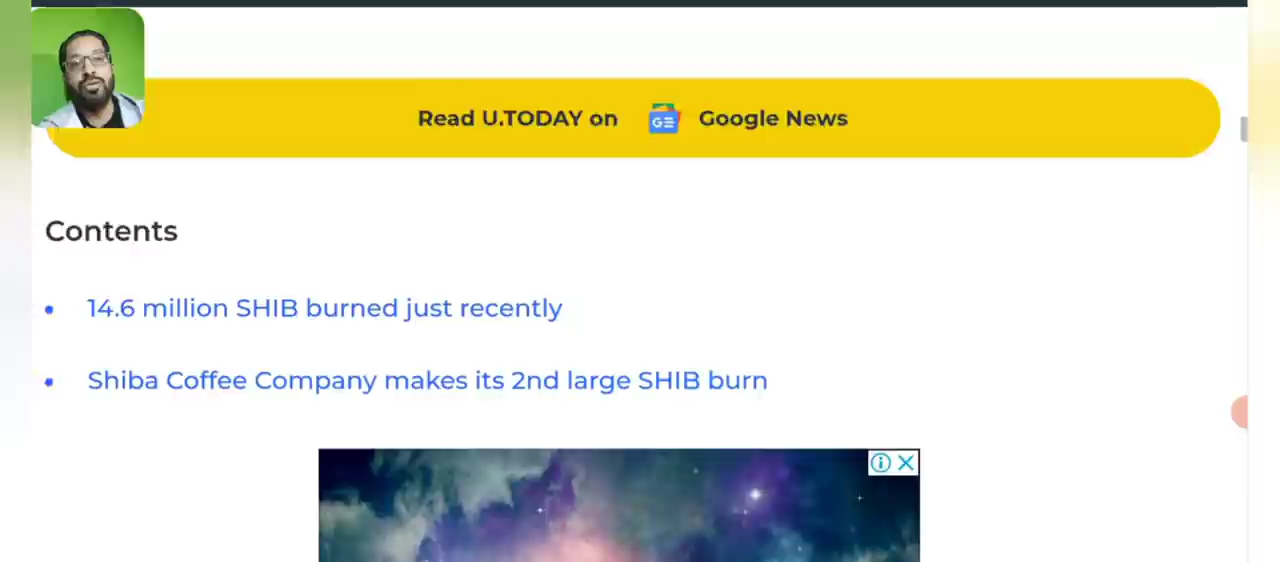 Read U.TODAY on GE Google News
Contents
14.6 million SHIB burned just recently
Shiba Coffee Company makes its 2nd large SHIB burn